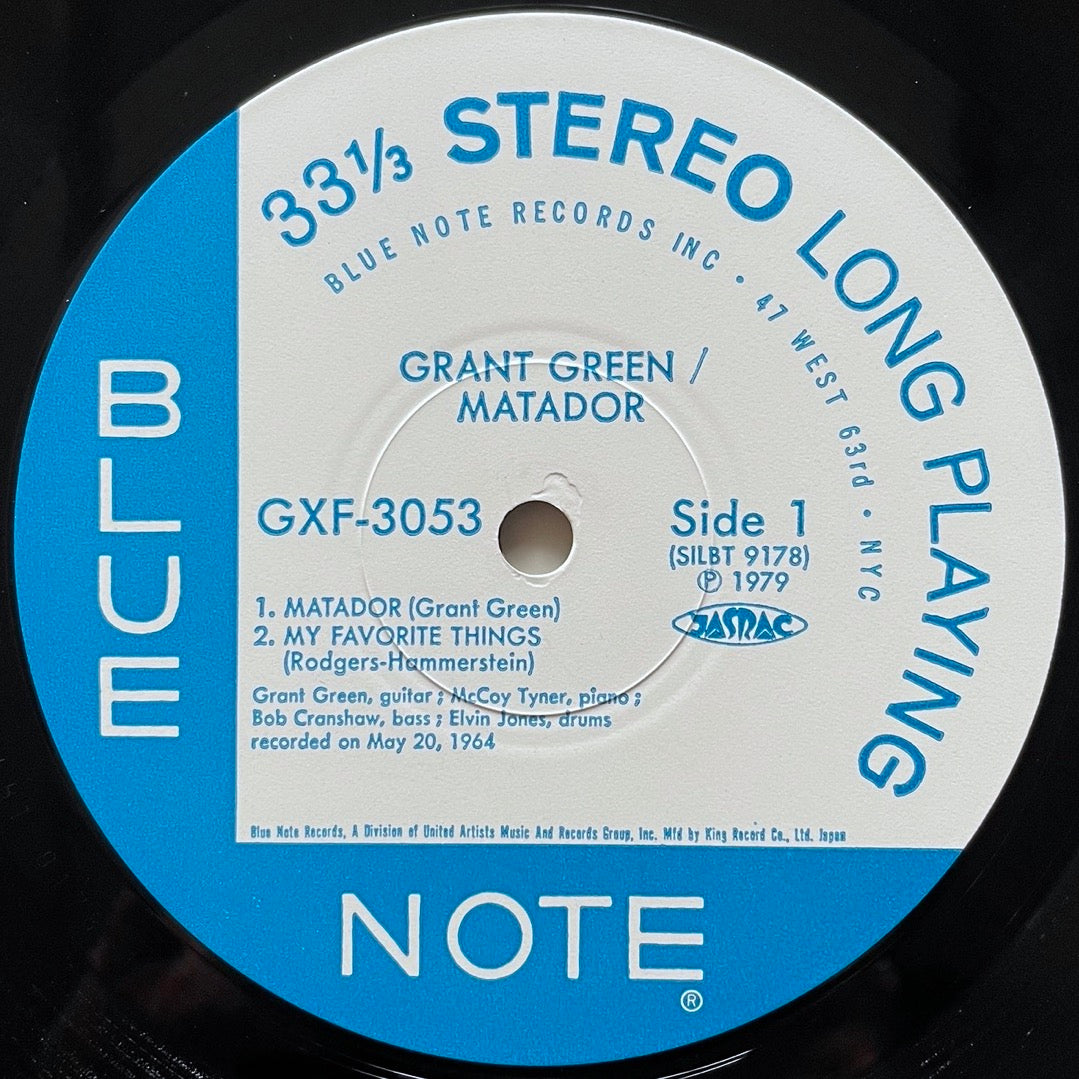 33⅓ STEREO LONG PLAYING
BLUE NOTE RECORDS INC • 47 WEST 63rd • NYC
GRANT GREEN /
MATADOR
GXF-3053
Side 1
(SILBT 9178)
℗ 1979
JASRAC
1. MATADOR (Grant Green)
2. MY FAVORITE THINGS
(Rodgers-Hammerstein)
Grant Green, guitar ; McCoy Tyner, piano ;
Bob Cranshaw, bass ; Elvin Jones, drums
recorded on May 20, 1964
Blue Note Records, A Division of United Artists Music And Records Group, Inc. Mfd by King Record Co., Ltd. Japan
BLUE
NOTE
®